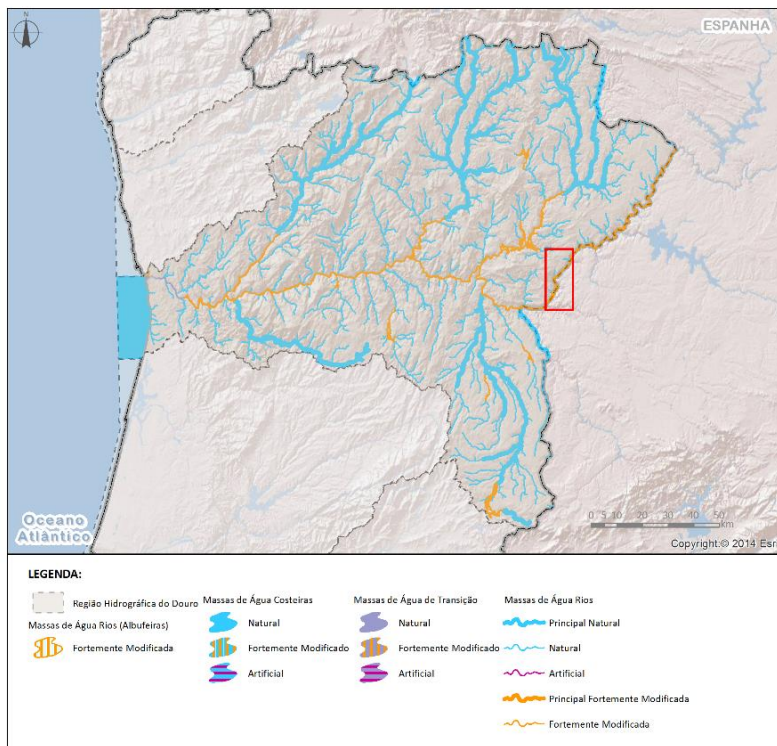 N
ESPANHA
Oceano
Atlântico
0 5 10 20 30 40 50
km
Copyright:© 2014 Esri
LEGENDA:
Região Hidrográfica do Douro
Massas de Água Rios (Albufeiras)
Fortemente Modificada
Massas de Água Costeiras
Natural
Fortemente Modificado
Artificial
Massas de Água de Transição
Natural
Fortemente Modificado
Artificial
Massas de Água Rios
Principal Natural
Natural
Artificial
Principal Fortemente Modificada
Fortemente Modificada